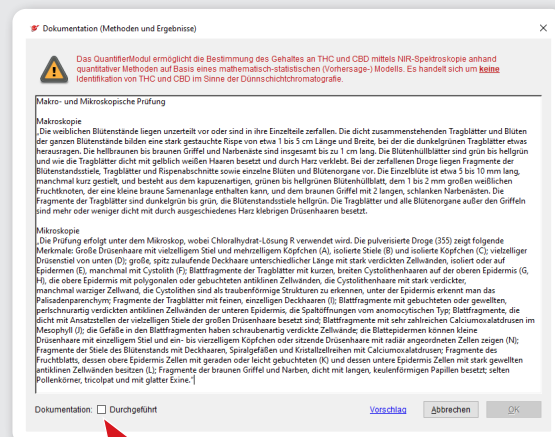 Dokumentation (Methoden und Ergebnisse)
Das QuantifierModul ermöglicht die Bestimmung des Gehaltes an THC und CBD mittels NIR-Spektroskopie anhand
quantitativer Methoden auf Basis eines mathematisch-statistischen (Vorhersage-) Modells. Es handelt sich um keine
Identifikation von THC und CBD im Sinne der Dünnschichtchromatografie.
Makro- und Mikroskopische Prüfung
Makroskopie
„Die weiblichen Blütenstände liegen unzerteilt vor oder sind in ihre Einzelteile zerfallen. Die dicht zusammenstehenden Tragblätter und Blüten
der ganzen Blütenstände bilden eine stark gestauchte Rispe von etwa 1 bis 5 cm Länge und Breite, bei der die dunkelgrünen Tragblätter etwas
herausragen. Die hellbraunen bis braunen Griffel und Narbenäste sind insgesamt bis zu 1 cm lang. Die Blütenhüllblätter sind grün bis hellgrün
und wie die Tragblätter dicht mit gelblich weißen Haaren besetzt und durch Harz verklebt. Bei der zerfallenen Droge liegen Fragmente der
Blütenstandsstiele, Tragblätter und Rispenabschnitte sowie einzelne Blüten und Blütenorgane vor. Die Einzelblüte ist etwa 5 bis 10 mm lang,
manchmal kurz gestielt, und besteht aus dem kapuzenartigen, grünen bis hellgrünen Blütenhüllblatt, dem 1 bis 2 mm großen weißlichen
Fruchtknoten, der eine kleine braune Samenanlage enthalten kann, und dem braunen Griffel mit 2 langen, schlanken Narbenästen. Die
Fragmente der Tragblätter sind dunkelgrün bis grün, die Blütenstandsstiele hellgrün. Die Tragblätter und alle Blütenorgane außer den Griffeln
sind mehr oder weniger dicht mit durch ausgeschiedenes Harz klebrigen Drüsenhaaren besetzt.
Mikroskopie
„Die Prüfung erfolgt unter dem Mikroskop, wobei Chloralhydrat-Lösung R verwendet wird. Die pulverisierte Droge (355) zeigt folgende
Merkmale: Große Drüsenhaare mit vielzelligem Stiel und mehrzelligem Köpfchen (A), isolierte Stiele (B) und isolierte Köpfchen (C); vielzelliger
Drüsenstiel von unten (D); große, spitz zulaufende Deckhaare unterschiedlicher Länge mit stark verdickten Zellwänden, isoliert oder auf
Epidermen (E), manchmal mit Cystolith (F); Blattfragmente der Tragblätter mit kurzen, breiten Cystolithenhaaren auf der oberen Epidermis (G,
H), die obere Epidermis mit polygonalen oder gebuchteten antiklinen Zellwänden, die Cystolithenhaare mit stark verdickter,
manchmal warziger Zellwand, die Cystolithen sind als traubenförmige Strukturen zu erkennen, unter der Epidermis erkennt man das
Palisadenparenchym; Fragmente der Tragblätter mit feinen, einzelligen Deckhaaren (I); Blattfragmente mit gebuchteten oder gewellten,
perlschnurartig verdickten antiklinen Zellwänden der unteren Epidermis, die Spaltöffnungen vom anomocytischen Typ; Blattfragmente, die
dicht mit Ansatzstellen der vielzelligen Stiele der großen Drüsenhaare besetzt sind; Blattfragmente mit sehr zahlreichen Calciumoxalatdrusen im
Mesophyll (J); die Gefäße in den Blattfragmenten haben schraubenartig verdickte Zellwände; die Blattepidermen können kleine
Drüsenhaare mit einzelligem Stiel und ein- bis vierzelligem Köpfchen oder sitzende Drüsenhaare mit radiär angeordneten Zellen zeigen (N);
Fragmente der Stiele des Blütenstands mit Deckhaaren, Spiralgefäßen und Kristallzellreihen mit Calciumoxalatdrusen; Fragmente des
Fruchtblatts, dessen obere Epidermis Zellen mit geraden oder leicht gebuchteten (K) und dessen untere Epidermis Zellen mit stark gewellten
antiklinen Zellwänden besitzen (L); Fragmente der braunen Griffel und Narben, dicht mit langen, keulenförmigen Papillen besetzt; selten
Pollenkörner, tricolpat und mit glatter Exine."
Dokumentation: Durchgeführt Vorschlag Abbrechen OK